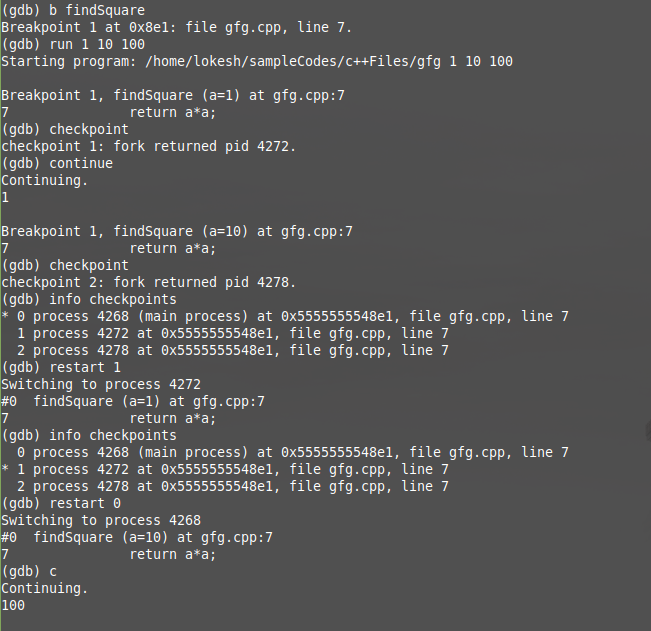 (gdb) b findSquare
Breakpoint 1 at 0x8e1: file gfg.cpp, line 7.
(gdb) run 1 10 100
Starting program: /home/lokesh/sampleCodes/c++Files/gfg 1 10 100

Breakpoint 1, findSquare (a=1) at gfg.cpp:7
7               return a*a;
(gdb) checkpoint
checkpoint 1: fork returned pid 4272.
(gdb) continue
Continuing.
1

Breakpoint 1, findSquare (a=10) at gfg.cpp:7
7               return a*a;
(gdb) checkpoint
checkpoint 2: fork returned pid 4278.
(gdb) info checkpoints
* 0 process 4268 (main process) at 0x5555555548e1, file gfg.cpp, line 7
  1 process 4272 at 0x5555555548e1, file gfg.cpp, line 7
  2 process 4278 at 0x5555555548e1, file gfg.cpp, line 7
(gdb) restart 1
Switching to process 4272
#0  findSquare (a=1) at gfg.cpp:7
7               return a*a;
(gdb) info checkpoints
  0 process 4268 (main process) at 0x5555555548e1, file gfg.cpp, line 7
* 1 process 4272 at 0x5555555548e1, file gfg.cpp, line 7
  2 process 4278 at 0x5555555548e1, file gfg.cpp, line 7
(gdb) restart 0
Switching to process 4268
#0  findSquare (a=10) at gfg.cpp:7
7               return a*a;
(gdb) c
Continuing.
100